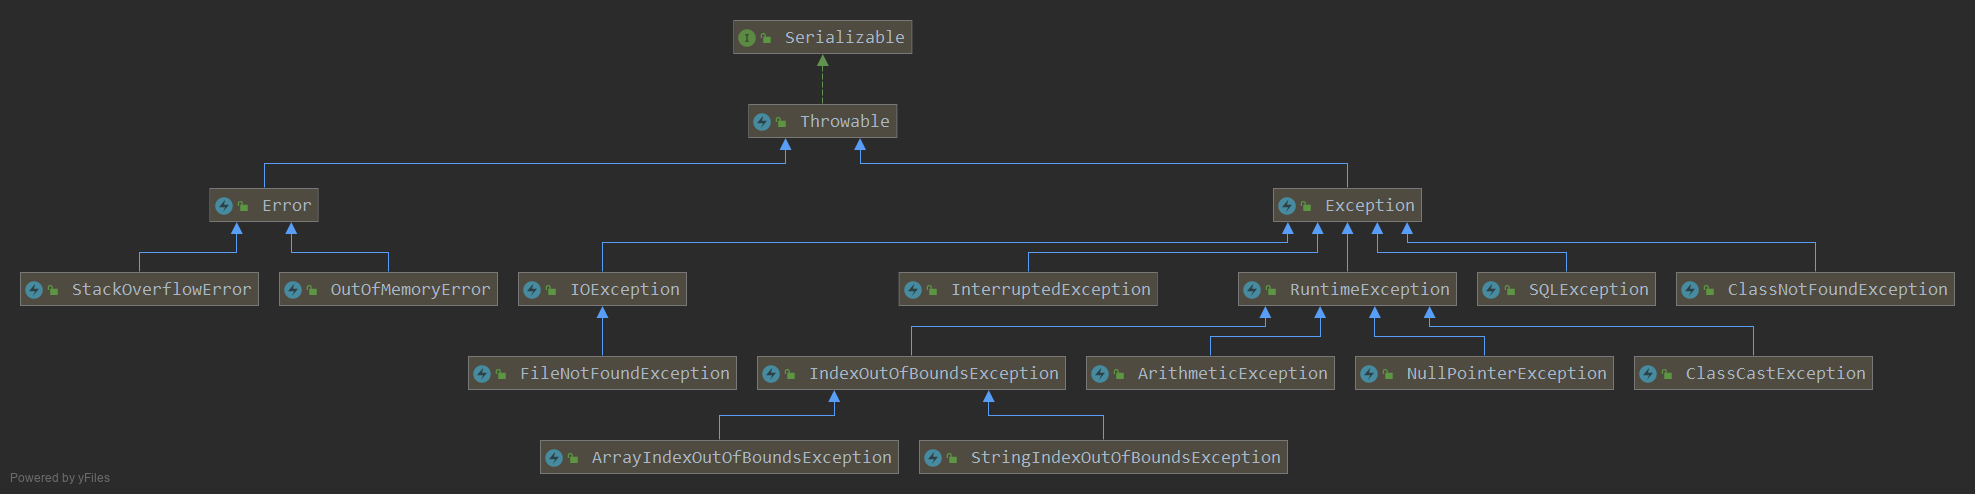 Serializable
Throwable
Error
Exception
StackOverflowError
OutOfMemoryError
IOException
InterruptedException
RuntimeException
SQLException
ClassNotFoundException
FileNotFoundException
IndexOutOfBoundsException
ArithmeticException
NullPointerException
ClassCastException
ArrayIndexOutOfBoundsException
StringIndexOutOfBoundsException
Powered by yFiles